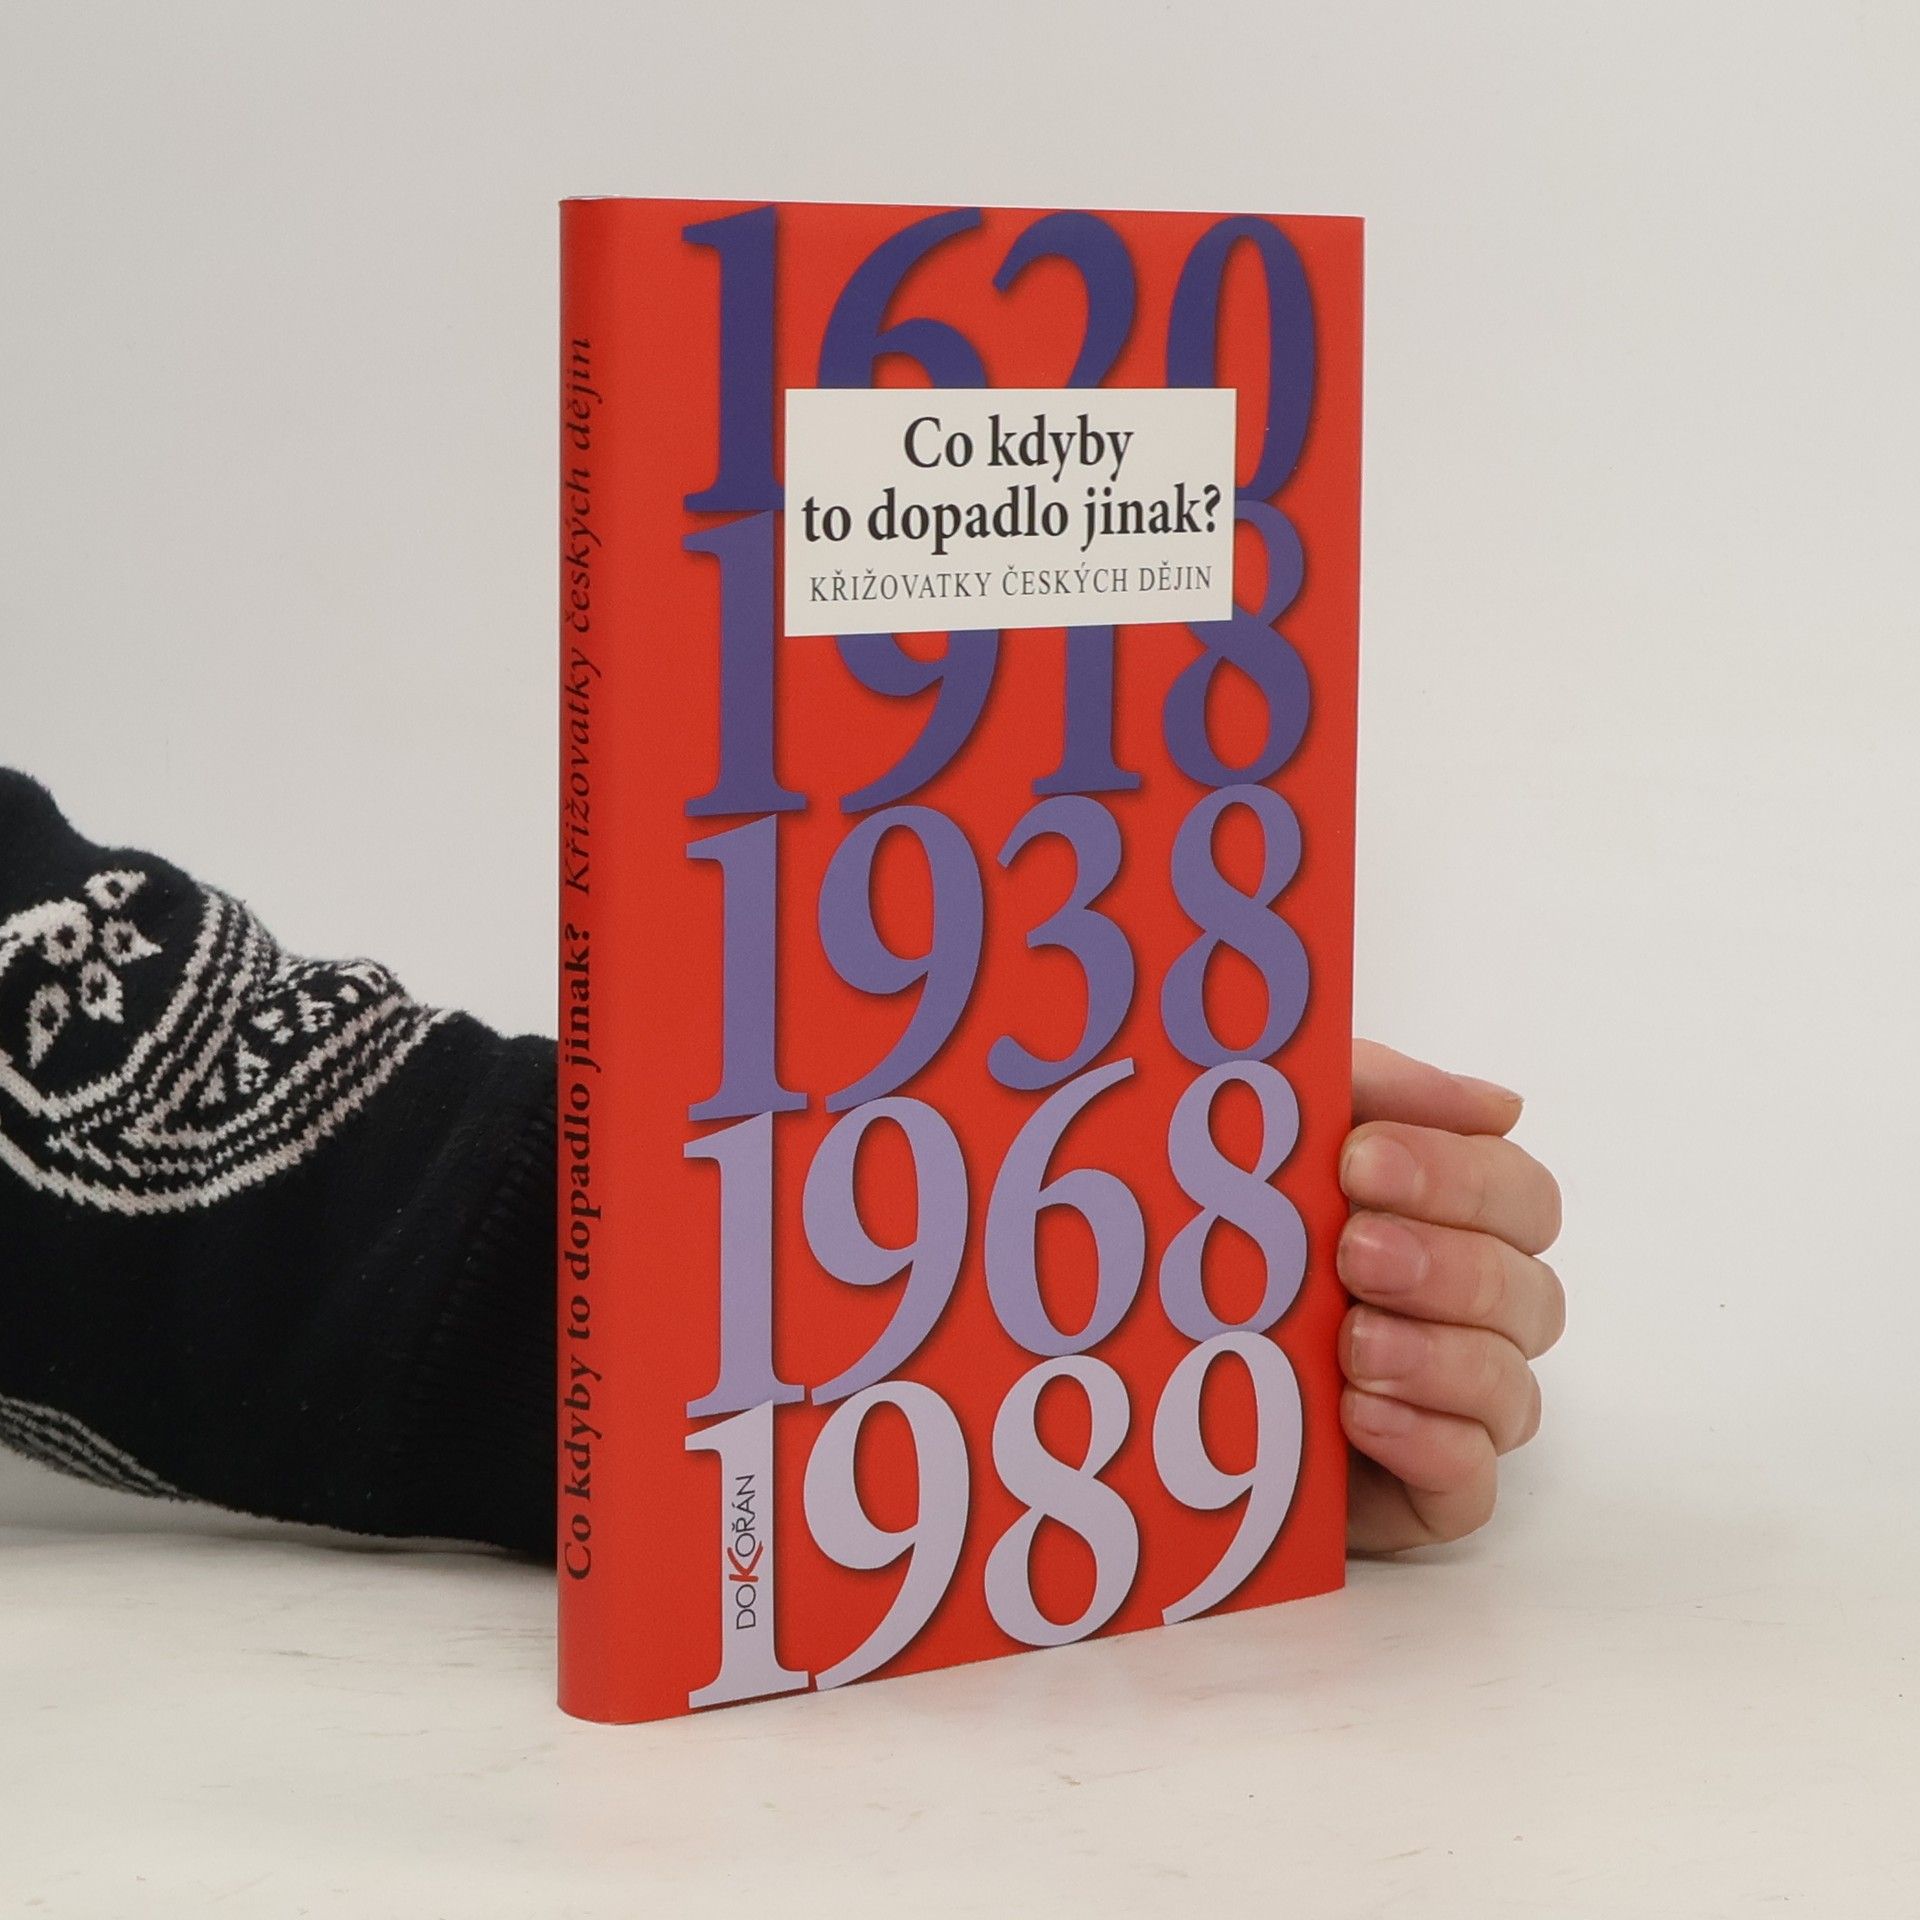 Co kdyby to dopadlo jinak? Křižovatky českých dějin
1620
Co kdyby
to dopadlo jinak?
KŘIŽOVATKY ČESKÝCH DĚJIN
1918
1938
1968
1989
DOKOŘÁN